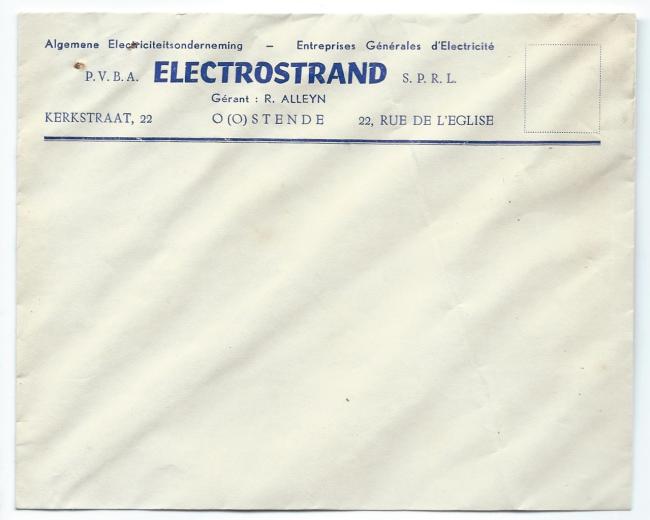 Algemene Electriciteitsonderneming – Entreprises Générales d'Electricité
P.V.B.A. ELECTROSTRAND S. P. R. L.
Gérant : R. ALLEYN
KERKSTRAAT, 22 O (O) STENDE 22, RUE DE L'EGLISE